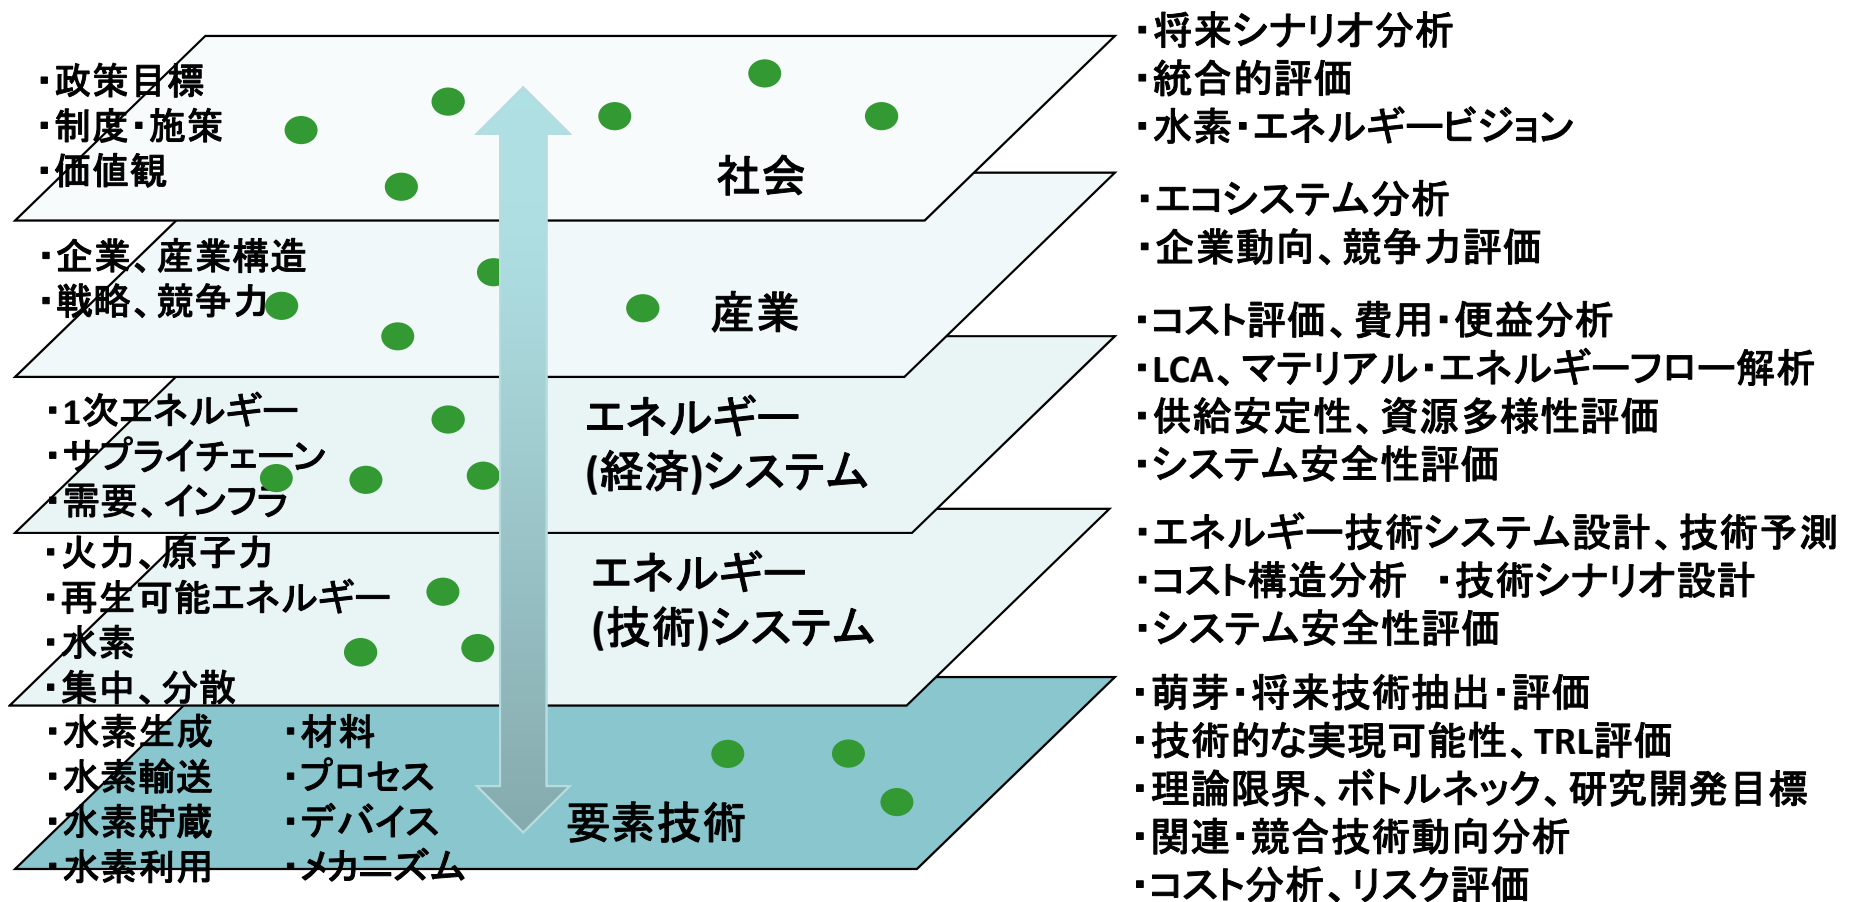 ・政策目標
・制度・施策
・価値観
社会
・将来シナリオ分析
・統合的評価
・水素・エネルギービジョン
・企業、産業構造
・戦略、競争力
産業
・エコシステム分析
・企業動向、競争力評価
・1次エネルギー
・サプライチェーン
・需要、インフラ
エネルギー
(経済)システム
・コスト評価、費用・便益分析
・LCA、マテリアル・エネルギーフロー解析
・供給安定性、資源多様性評価
・システム安全性評価
・火力、原子力
・再生可能エネルギー
・水素
・集中、分散
エネルギー
(技術)システム
・エネルギー技術システム設計、技術予測
・コスト構造分析　・技術シナリオ設計
・システム安全性評価
・水素生成
・水素輸送
・水素貯蔵
・水素利用
・材料
・プロセス
・デバイス
・メカニズム
要素技術
・萌芽・将来技術抽出・評価
・技術的な実現可能性、TRL評価
・理論限界、ボトルネック、研究開発目標
・関連・競合技術動向分析
・コスト分析、リスク評価